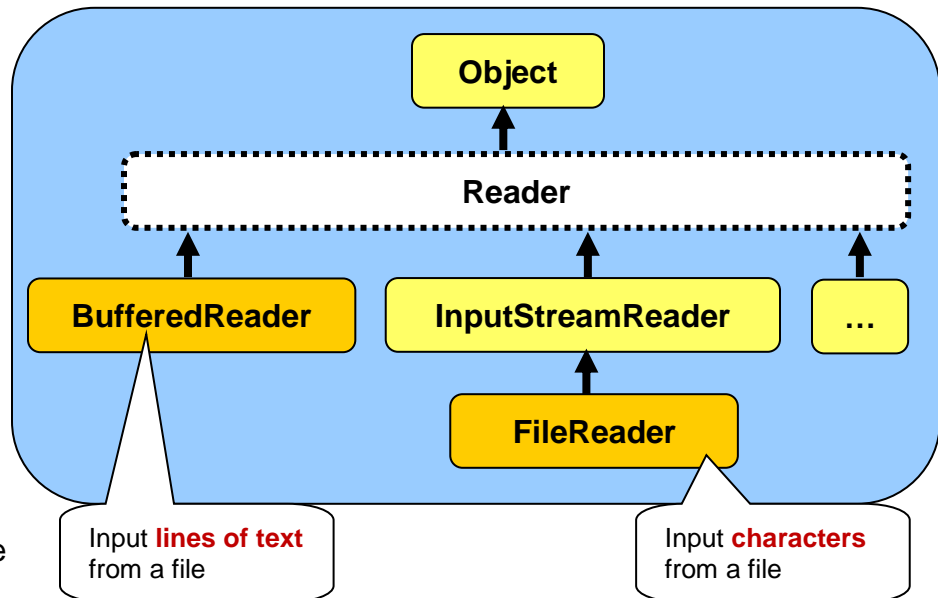 Object
Reader
BufferedReader
InputStreamReader
...
FileReader
Input lines of text
from a file
Input characters
from a file
e